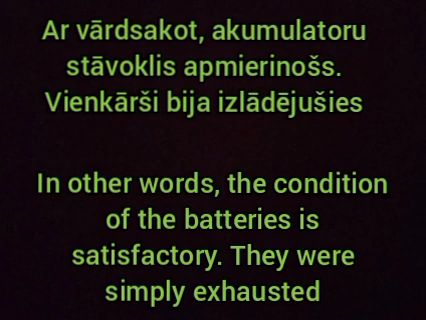 Ar vārdsakot, akumulatoru
stāvoklis apmierinošs.
Vienkārši bija izlādējušies
In other words, the condition
of the batteries is
satisfactory. They were
simply exhausted